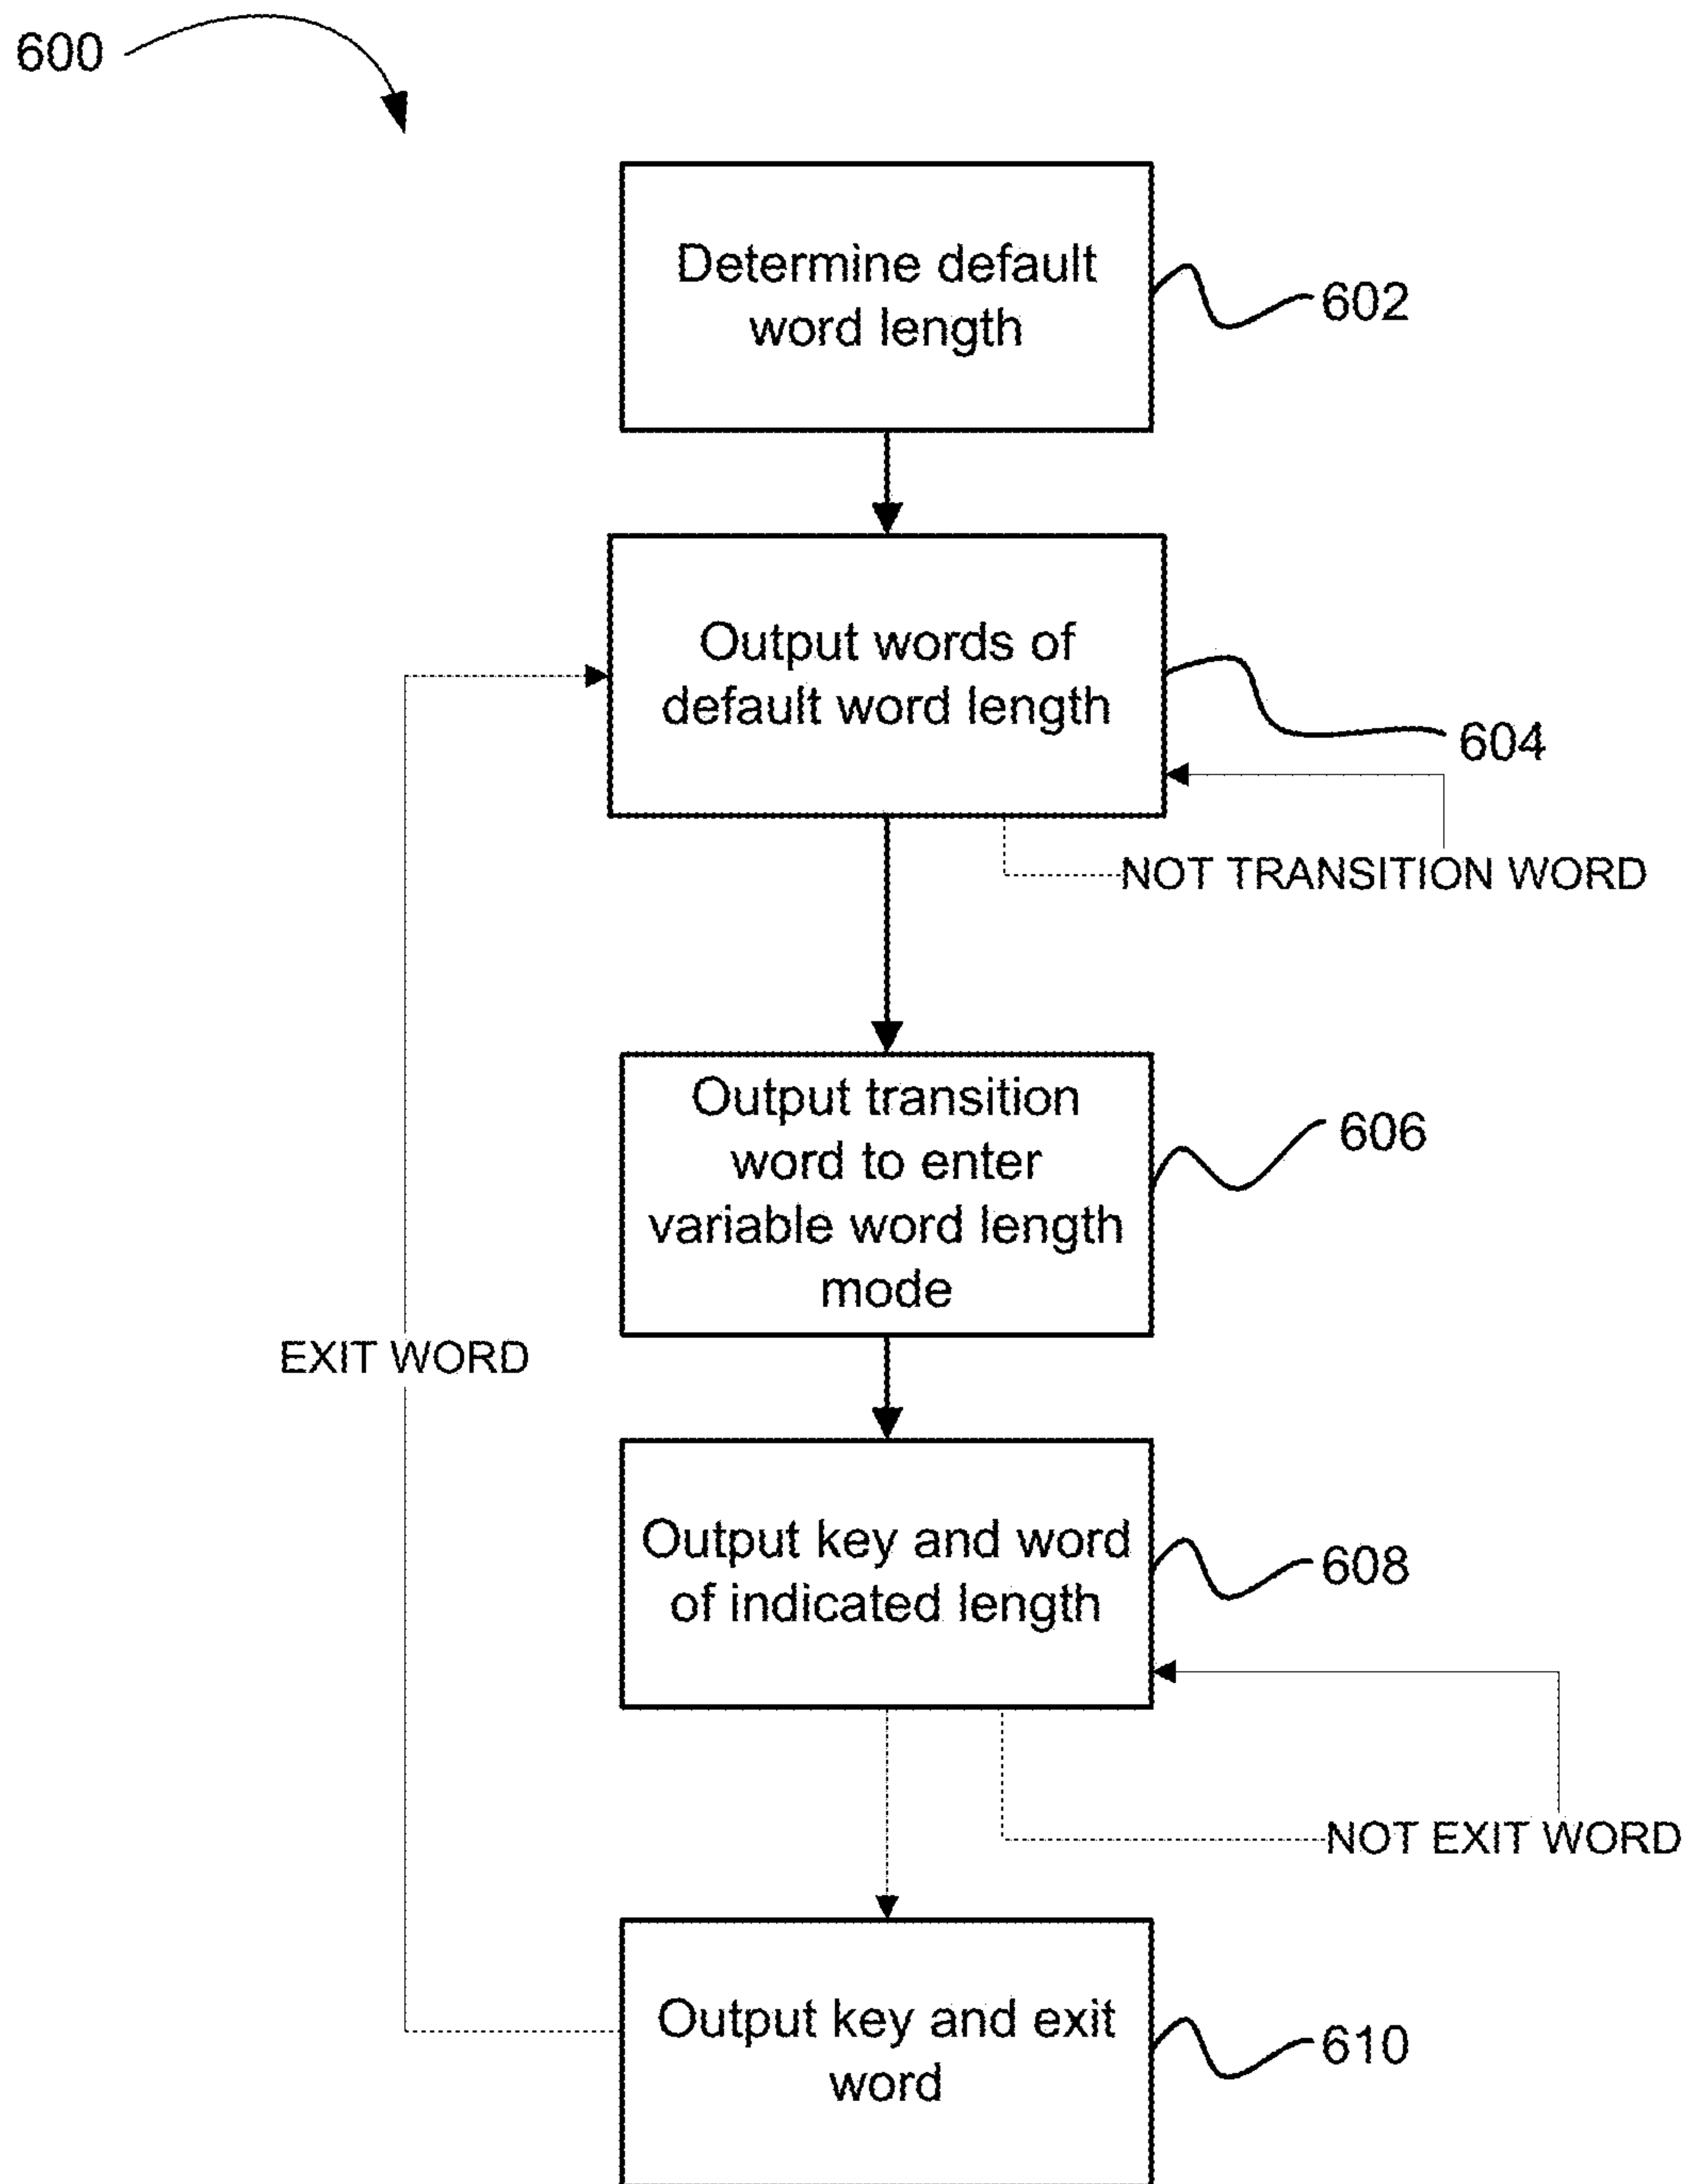 600
Determine default
word length
602
Output words of
default word length
604
NOT TRANSITION WORD
Output transition
word to enter
variable word length
mode
606
EXIT WORD
Output key and word
of indicated length
608
NOT EXIT WORD
Output key and exit
word
610